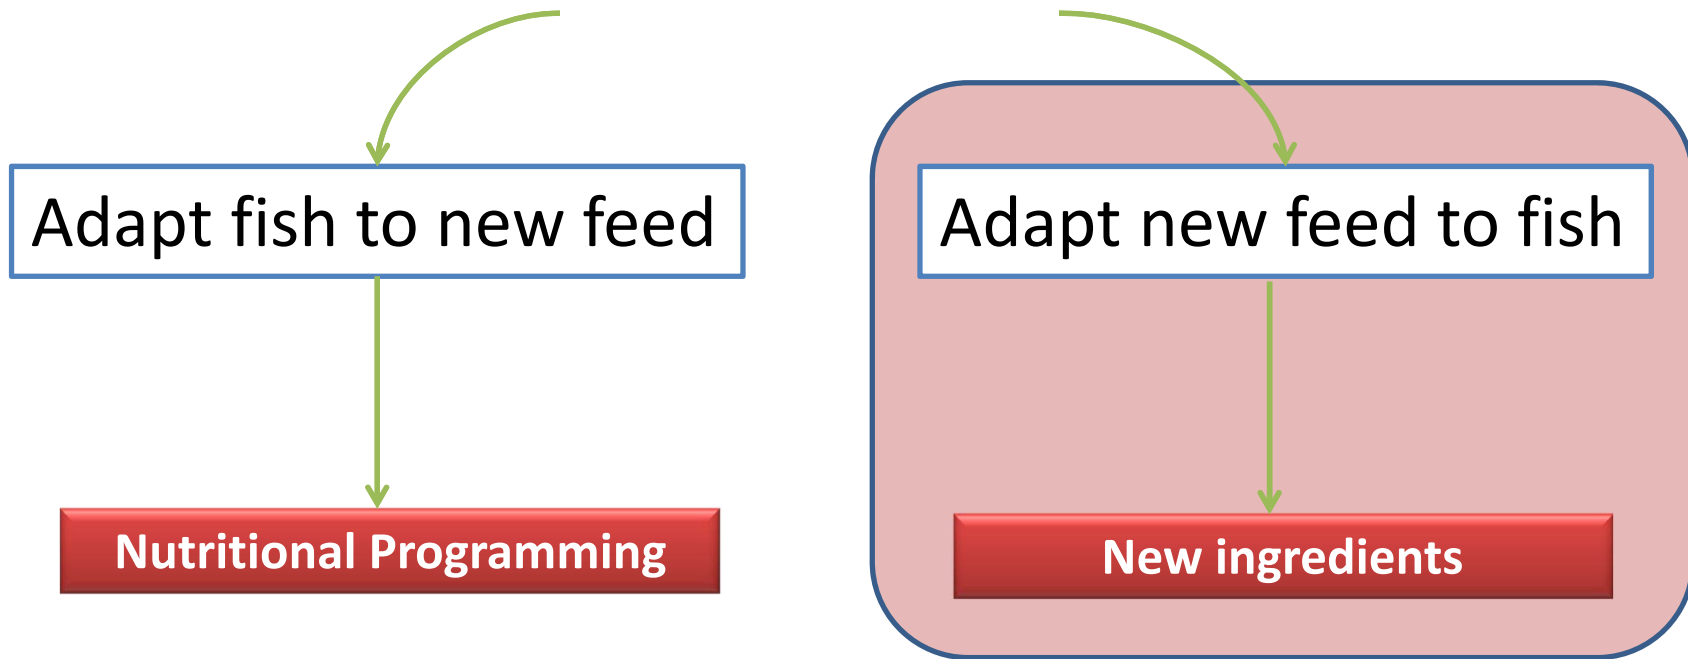 Adapt fish to new feed
Adapt new feed to fish
Nutritional Programming
New ingredients